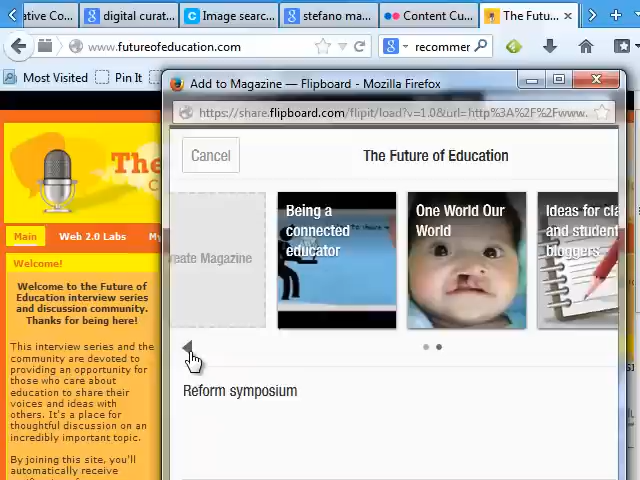 ative Co...
digital curat...
Image searc...
stefano ma...
Content Cu...
The Futu...
www.futureofeducation.com
recommer
Most Visited
Pin It
Add to Magazine — Flipboard - Mozilla Firefox
https://share.flipboard.com/flipit/load?v=1.0&url=http%3A%2F%2Fwww.
Cancel
The Future of Education
The
C
Main
Web 2.0 Labs
My
reate Magazine
Being a
connected
educator
One World Our
World
Ideas for cla
and student
bloggers
Welcome!
Welcome to the Future of
Education interview series
and discussion community.
Thanks for being here!
This interview series and the
community are devoted to
providing an opportunity for
those who care about
education to share their
voices and ideas with
others. It's a place for
thoughtful discussion on an
incredibly important topic.
By joining this site, you'll
automatically receive
Reform symposium